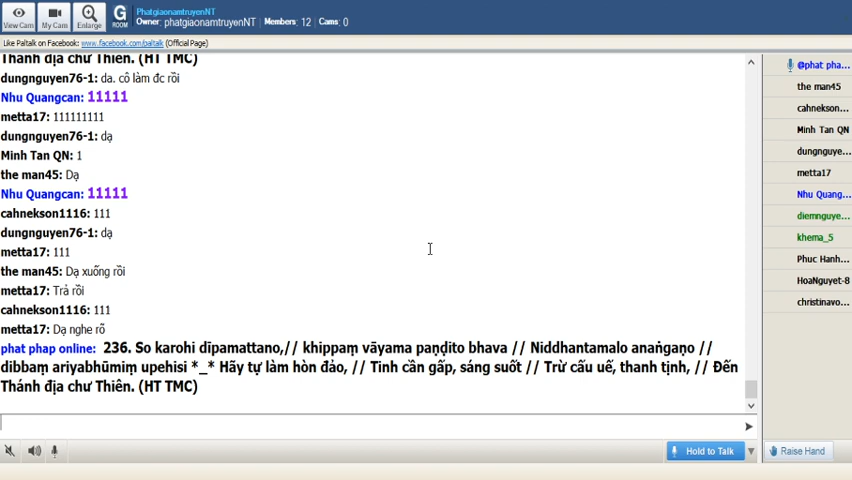 PhatgiaonamtruyenNT
View Cam My Cam Enlarge ROOM Owner: phatgiaonamtruyenNT Members: 12 Cams: 0
Like Paltalk on Facebook: www.facebook.com/paltalk (Official Page)
Thánh địa chư Thiên. (HT TMC)
dungnguyen76-1: da. cô làm đc rồi
Nhu Quangcan: 11111
metta17: 111111111
dungnguyen76-1: dạ
Minh Tan QN: 1
the man45: Dạ
Nhu Quangcan: 11111
cahnekson1116: 111
dungnguyen76-1: dạ
metta17: 111
the man45: Dạ xuống rồi
metta17: Trả rồi
cahnekson1116: 111
metta17: Dạ nghe rõ
phat phap online: 236. So karohi dīpamattano,// khippaṃ vāyama paṇḍito bhava // Niddhantamalo anaṅgaṇo //
dibbaṃ ariyabhūmiṃ upehisi *_* Hãy tự làm hòn đảo, // Tinh cần gấp, sáng suốt // Trừ cấu uế, thanh tịnh, // Đến
Thánh địa chư Thiên. (HT TMC)
@phat pha...
the man45
cahnekson...
Minh Tan QN
dungnguye...
metta17
Nhu Quang...
diemnguye...
khema_5
Phuc Hanh...
HoaNguyet-8
christinavo...
Hold to Talk
Raise Hand